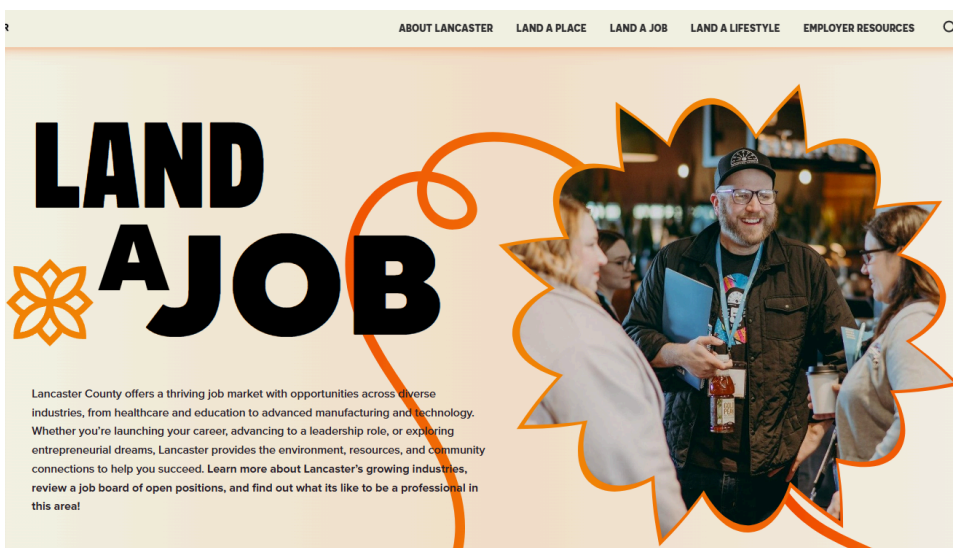 R
ABOUT LANCASTER LAND A PLACE LAND A JOB LAND A LIFESTYLE EMPLOYER RESOURCES
LAND
A JOB
Lancaster County offers a thriving job market with opportunities across diverse
industries, from healthcare and education to advanced manufacturing and technology.
Whether you're launching your career, advancing to a leadership role, or exploring
entrepreneurial dreams, Lancaster provides the environment, resources, and community
connections to help you succeed. Learn more about Lancaster's growing industries,
review a job board of open positions, and find out what its like to be a professional in
this area!